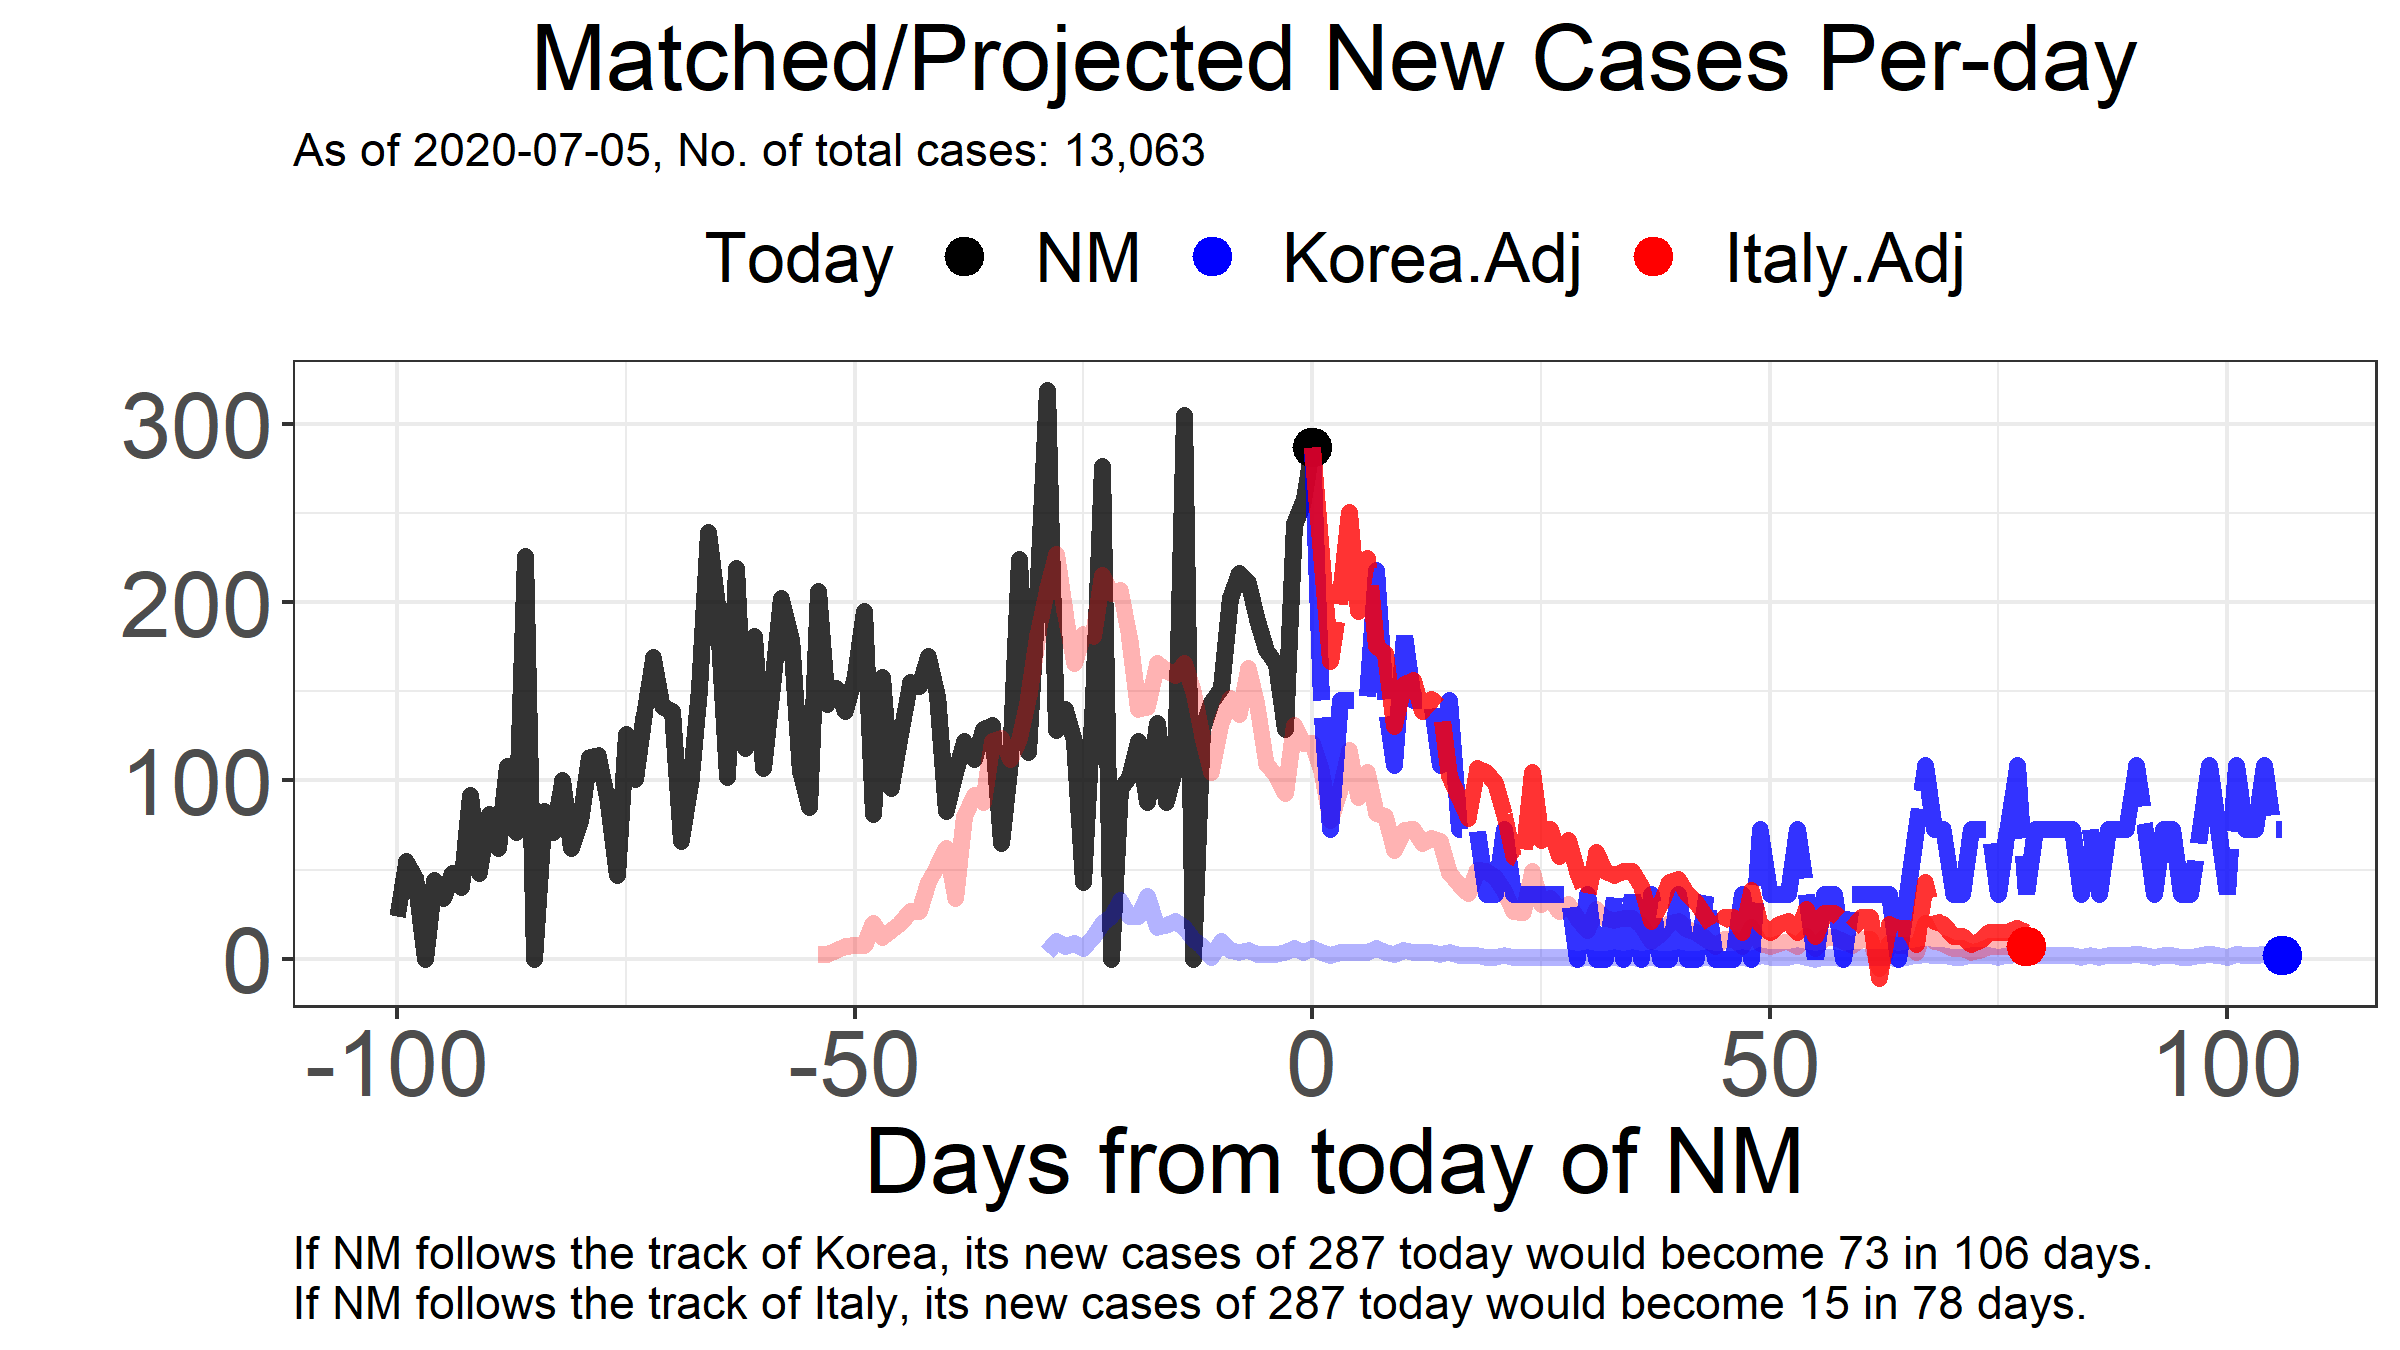 Matched/Projected New Cases Per-day
As of 2020-07-05, No. of total cases: 13,063
Today NM Korea.Adj Italy.Adj
300
200
100
0
-100 -50 0 50 100
Days from today of NM
If NM follows the track of Korea, its new cases of 287 today would become 73 in 106 days.
If NM follows the track of Italy, its new cases of 287 today would become 15 in 78 days.